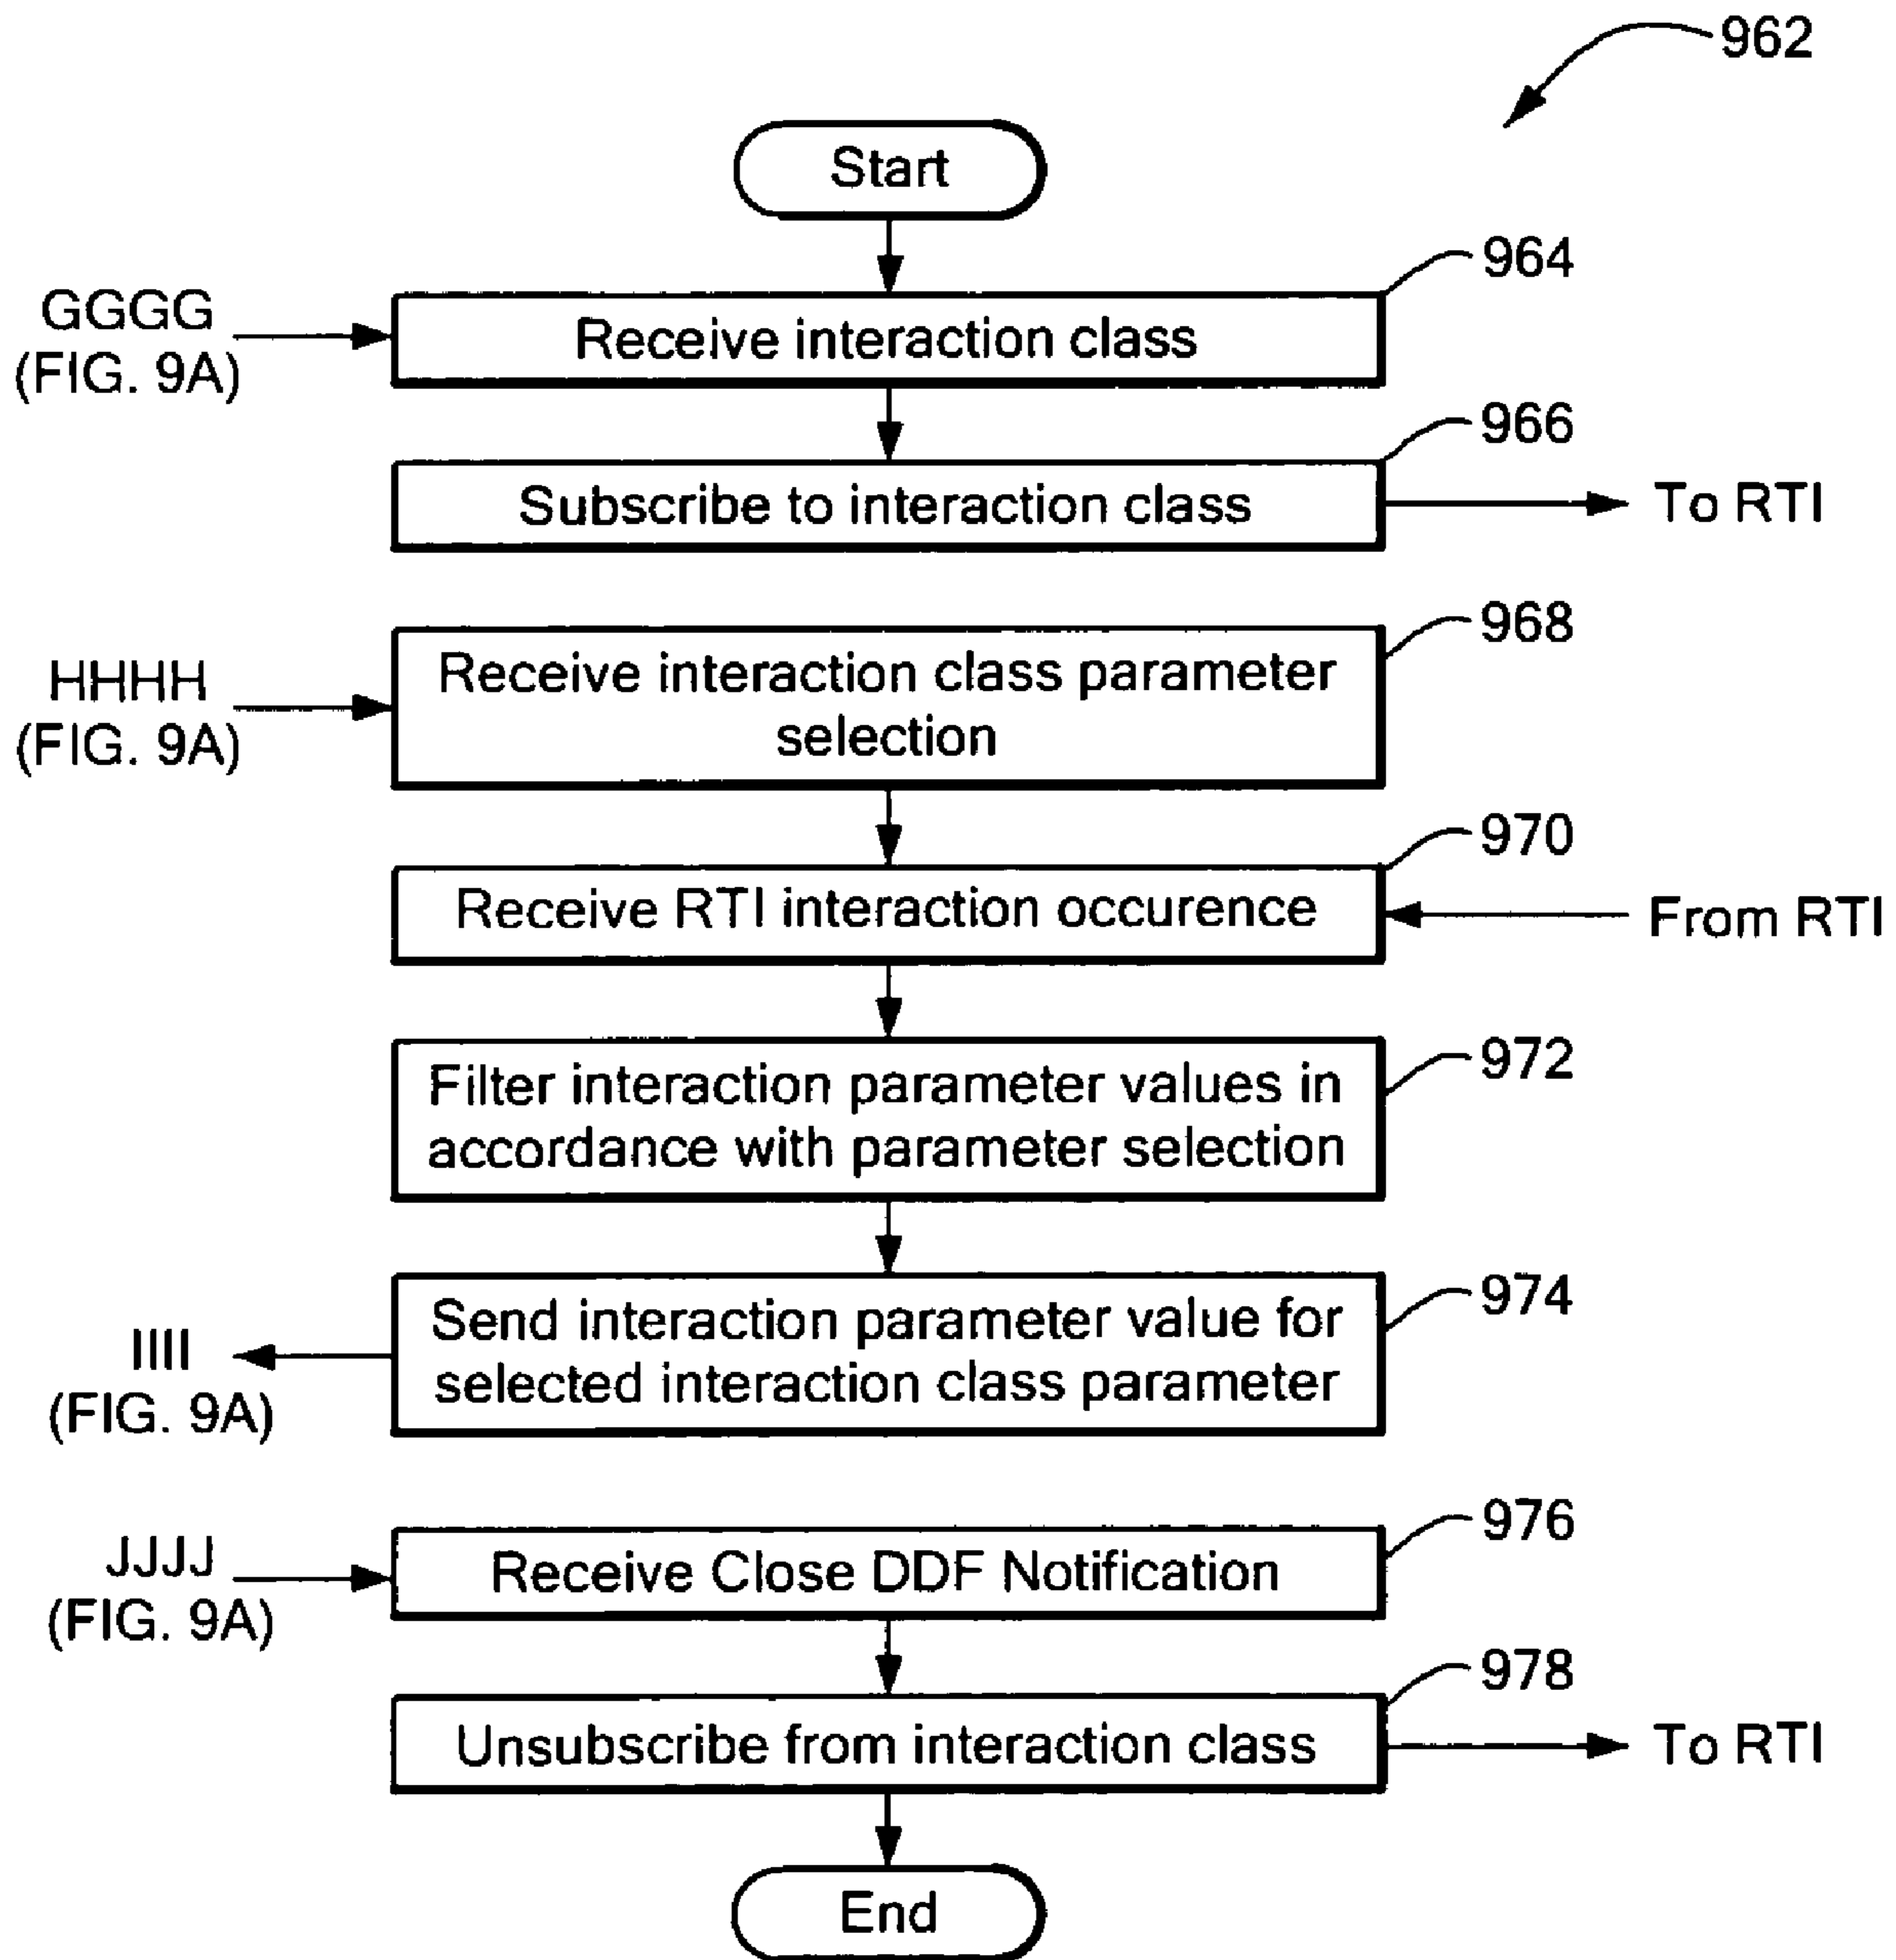 962
Start
964
GGGG
(FIG. 9A)
Receive interaction class
966
Subscribe to interaction class
To RTI
968
HHHH
(FIG. 9A)
Receive interaction class parameter
selection
970
Receive RTI interaction occurence
From RTI
972
Filter interaction parameter values in
accordance with parameter selection
974
IIII
(FIG. 9A)
Send interaction parameter value for
selected interaction class parameter
976
JJJJ
(FIG. 9A)
Receive Close DDF Notification
978
Unsubscribe from interaction class
To RTI
End